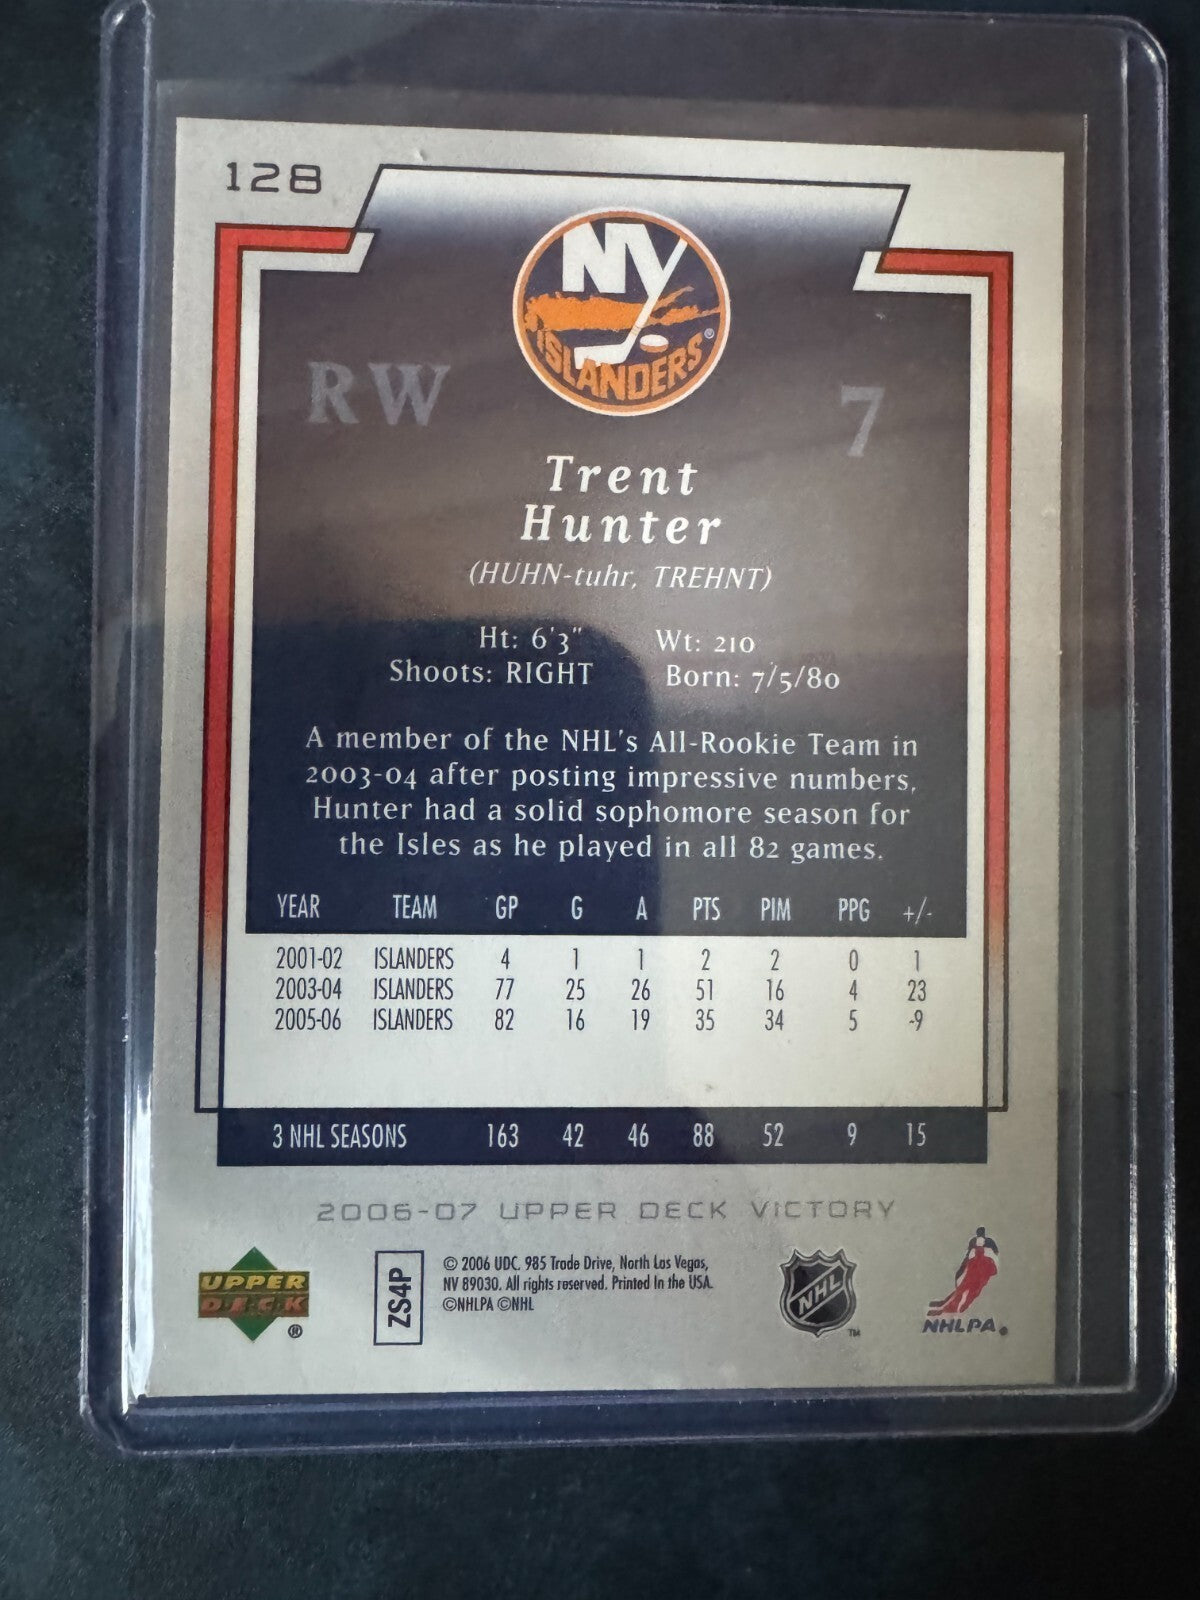 128
NY
ISLANDERS®
RW
7
Trent
Hunter
(HUHN-tuhr, TREHNT)
Ht: 6'3" Wt: 210
Shoots: RIGHT Born: 7/5/80
A member of the NHL's All-Rookie Team in
2003-04 after posting impressive numbers,
Hunter had a solid sophomore season for
the Isles as he played in all 82 games.
YEAR TEAM GP G A PTS PIM PPG +/-
2001-02 ISLANDERS 4 1 1 2 2 0 1
2003-04 ISLANDERS 77 25 26 51 16 4 23
2005-06 ISLANDERS 82 16 19 35 34 5 -9
3 NHL SEASONS 163 42 46 88 52 9 15
2006-07 UPPER DECK VICTORY
UPPER
DECK
®
ZS4P
© 2006 UDC. 985 Trade Drive, North Las Vegas,
NV 89030. All rights reserved. Printed In the USA.
©NHLPA ©NHL
NHL
TM
NHLPA®